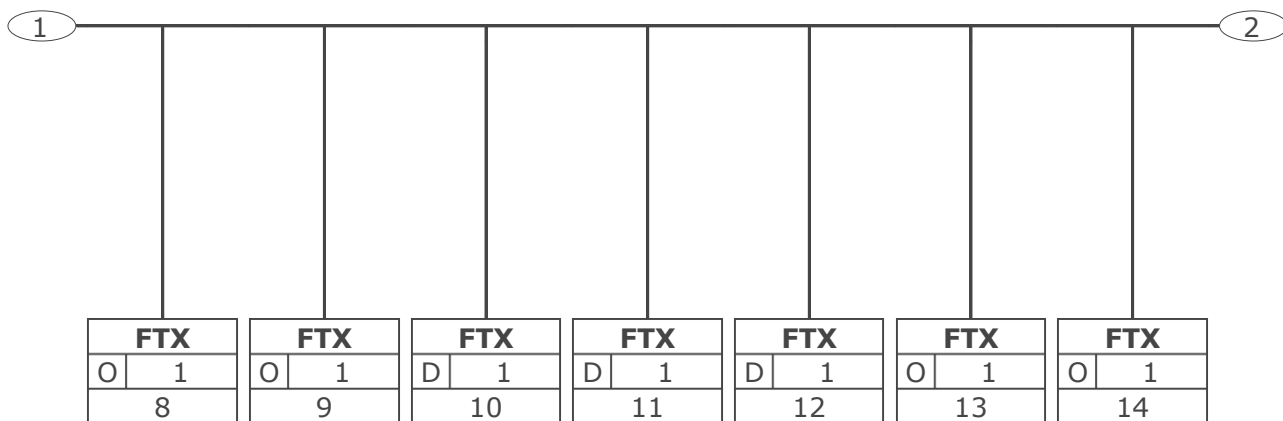 1 2
FTX FTX FTX FTX FTX FTX FTX
O 1 O 1 D 1 D 1 D 1 O 1 O 1
8 9 10 11 12 13 14